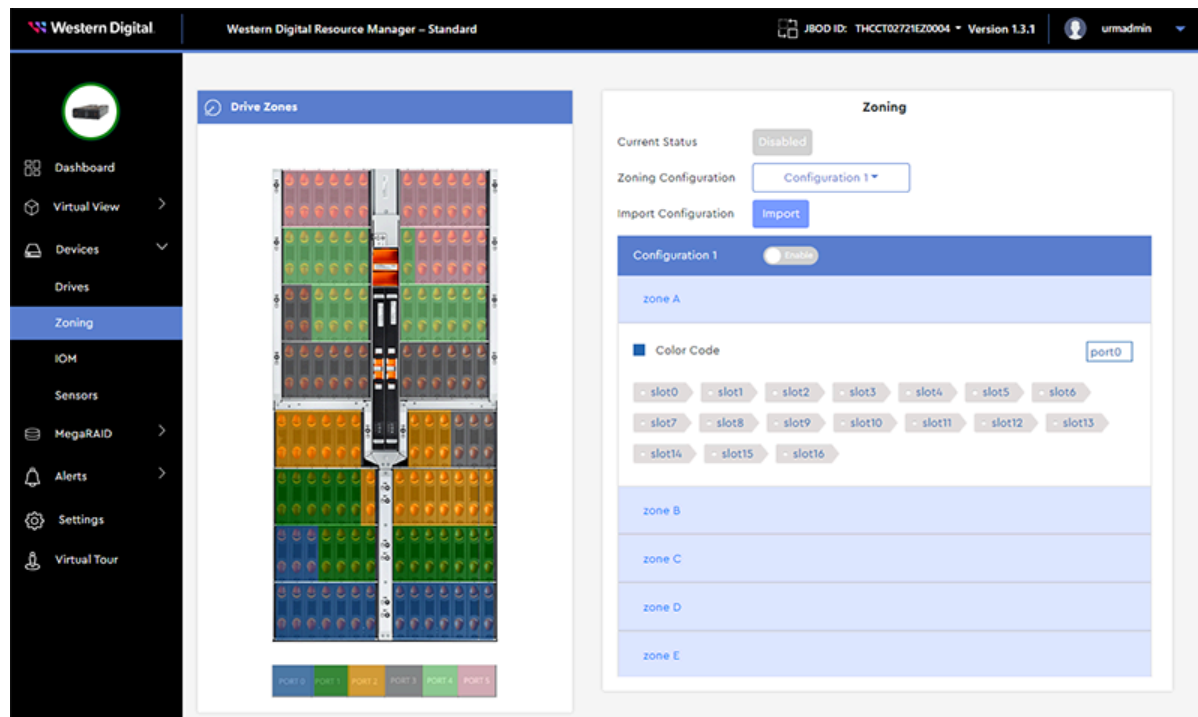 Western Digital.
Western Digital Resource Manager – Standard
JBOD ID: THCCT02721EZ0004
Version 1.3.1
urmadmin
Dashboard
Virtual View
Devices
Drives
Zoning
IOM
Sensors
MegaRAID
Alerts
Settings
Virtual Tour
Drive Zones
PORT 0 PORT 1 PORT 2 PORT 3 PORT 4 PORT 5
Zoning
Current Status Disabled
Zoning Configuration Configuration 1
Import Configuration Import
Configuration 1 Enable
zone A
Color Code port0
- slot0 - slot1 - slot2 - slot3 - slot4 - slot5 - slot6
- slot7 - slot8 - slot9 - slot10 - slot11 - slot12 - slot13
- slot14 - slot15 - slot16
zone B
zone C
zone D
zone E